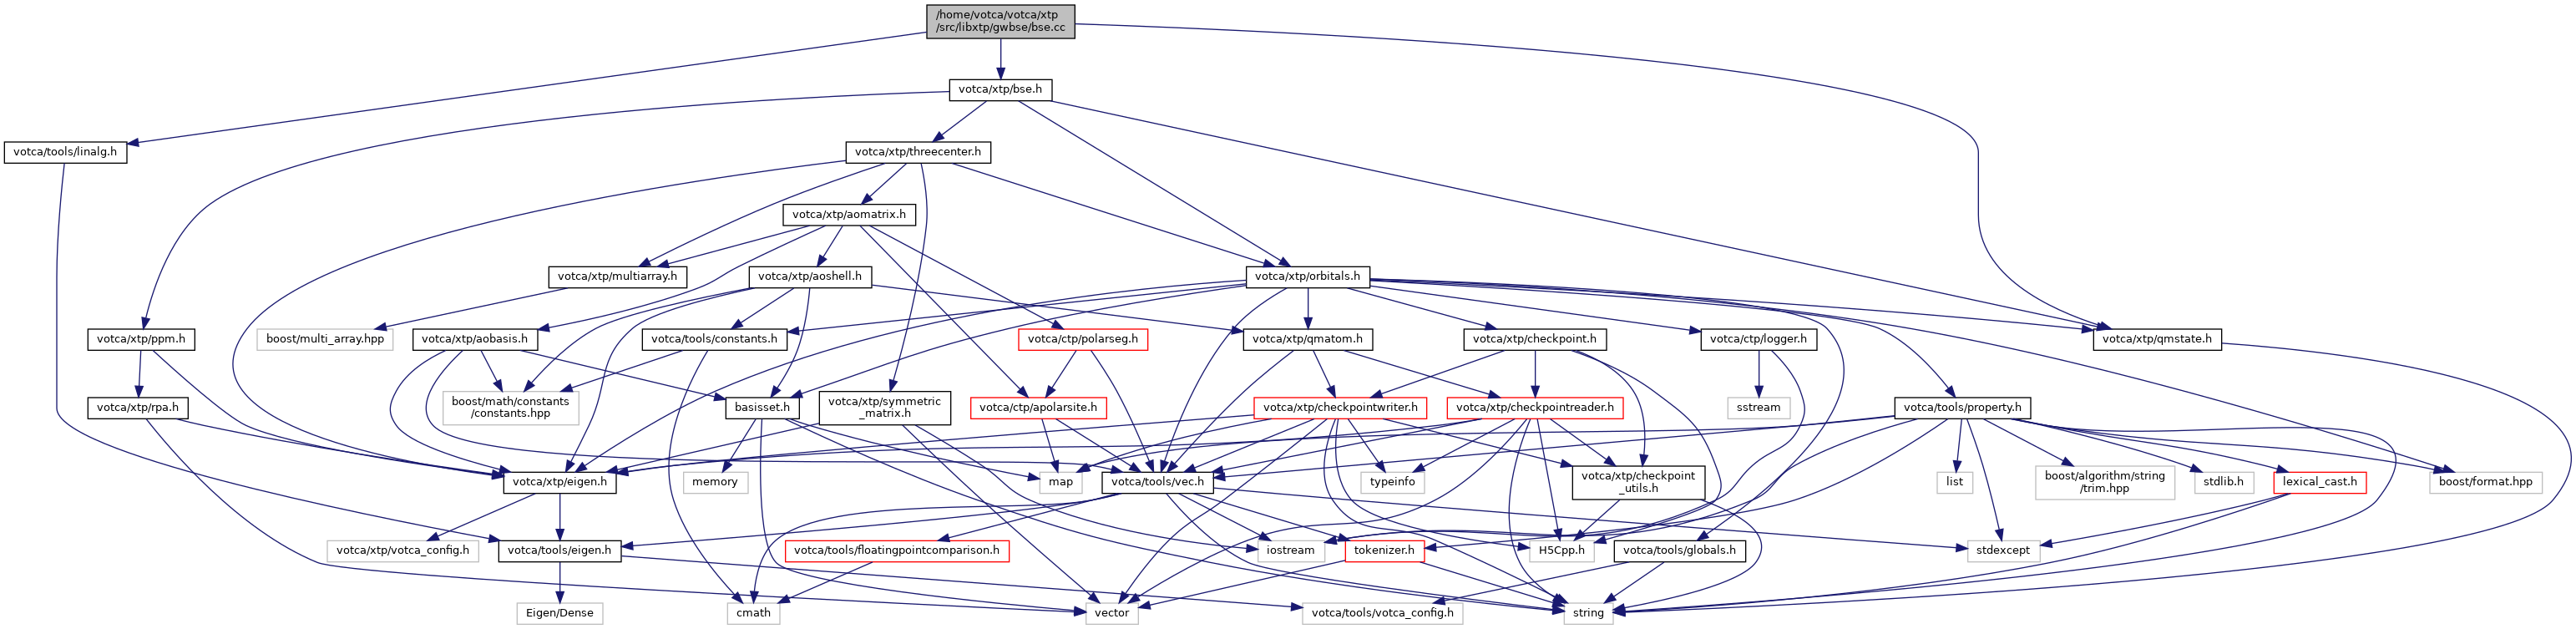 /home/votca/votca/xtp
/src/libxtp/gwbse/bse.cc
votca/xtp/bse.h
votca/tools/linalg.h
votca/xtp/threecenter.h
votca/xtp/aomatrix.h
votca/xtp/multiarray.h
votca/xtp/aoshell.h
votca/xtp/orbitals.h
votca/xtp/ppm.h
boost/multi_array.hpp
votca/xtp/aobasis.h
votca/tools/constants.h
votca/ctp/polarseg.h
votca/xtp/qmatom.h
votca/xtp/checkpoint.h
votca/ctp/logger.h
votca/xtp/qmstate.h
votca/xtp/rpa.h
boost/math/constants
/constants.hpp
basisset.h
votca/xtp/symmetric
_matrix.h
votca/ctp/apolarsite.h
votca/xtp/checkpointwriter.h
votca/xtp/checkpointreader.h
sstream
votca/tools/property.h
votca/xtp/eigen.h
memory
map
votca/tools/vec.h
typeinfo
votca/xtp/checkpoint
_utils.h
list
boost/algorithm/string
/trim.hpp
stdlib.h
lexical_cast.h
boost/format.hpp
votca/xtp/votca_config.h
votca/tools/eigen.h
votca/tools/floatingpointcomparison.h
iostream
tokenizer.h
H5Cpp.h
votca/tools/globals.h
stdexcept
Eigen/Dense
cmath
vector
votca/tools/votca_config.h
string